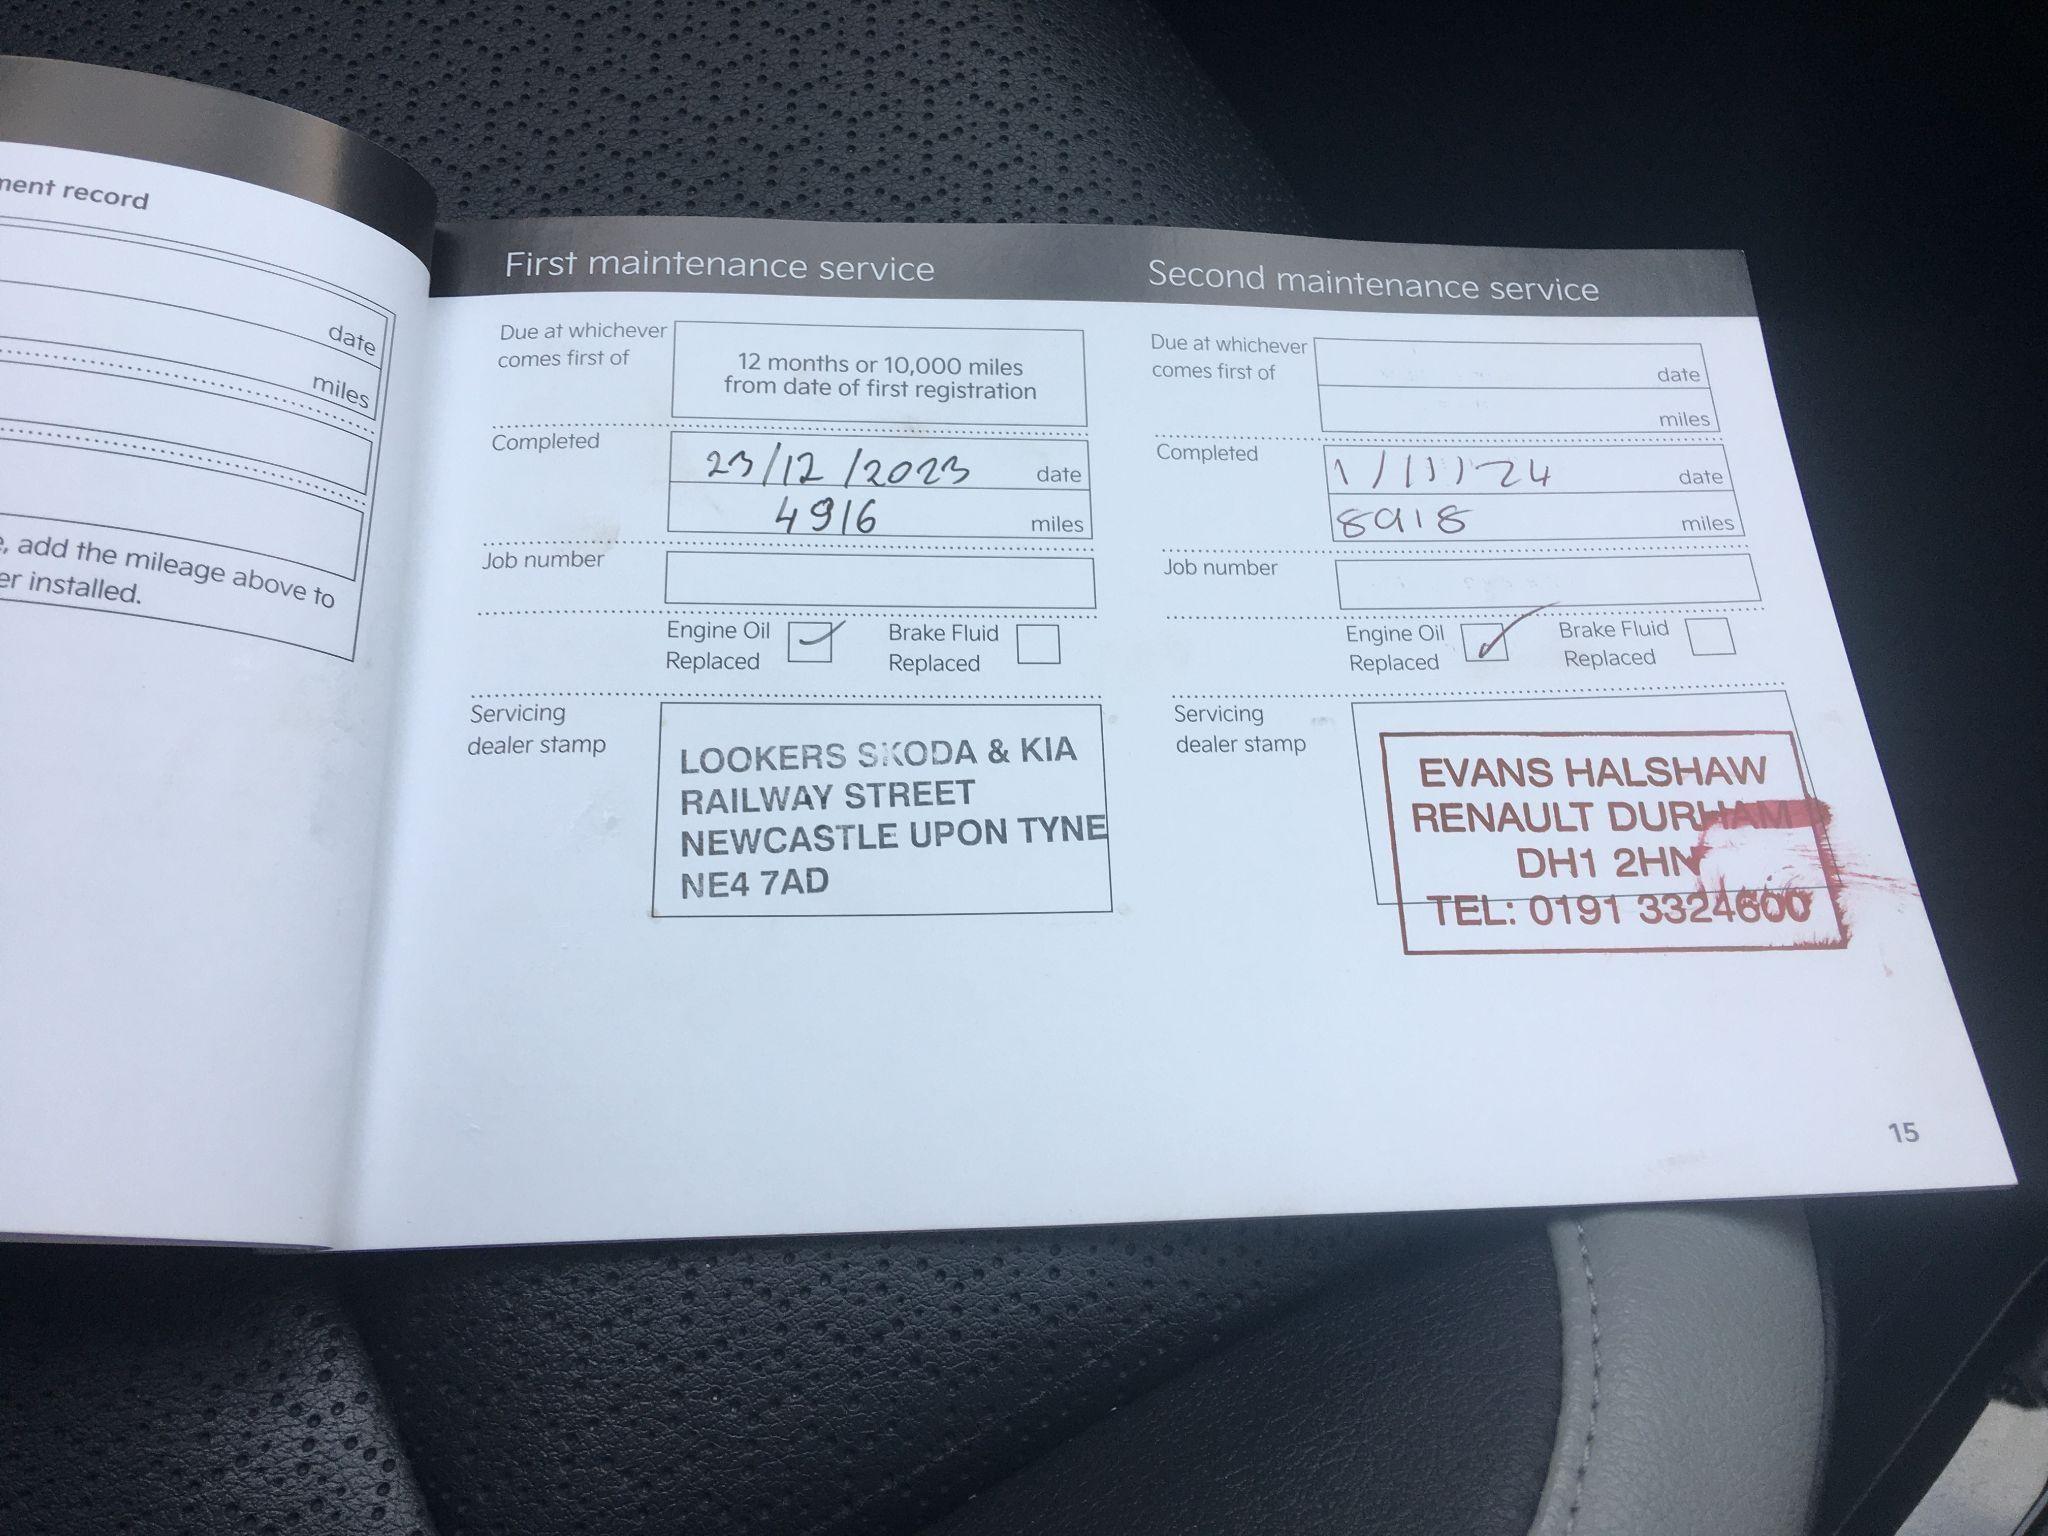 ment record
date
miles
, add the mileage above to
er installed.
First maintenance service
Due at whichever
comes first of
12 months or 10,000 miles
from date of first registration
Completed
23/12/2023 date
4916 miles
Job number
Engine Oil
Replaced
Brake Fluid
Replaced
Servicing
dealer stamp
LOOKERS SKODA & KIA
RAILWAY STREET
NEWCASTLE UPON TYNE
NE4 7AD
Second maintenance service
Due at whichever
comes first of
date
miles
Completed
1/11/24 date
8918 miles
Job number
Engine Oil
Replaced
Brake Fluid
Replaced
Servicing
dealer stamp
EVANS HALSHAW
RENAULT DURHAM
DH1 2HN
TEL: 0191 3324600
15